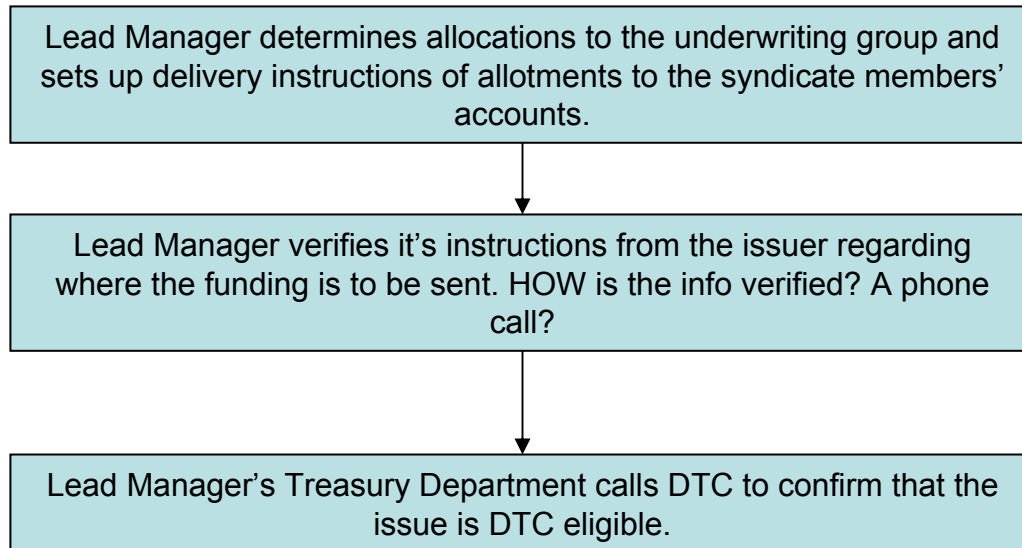 Lead Manager determines allocations to the underwriting group and
sets up delivery instructions of allotments to the syndicate members’
accounts.
Lead Manager verifies it’s instructions from the issuer regarding
where the funding is to be sent. HOW is the info verified? A phone
call?
Lead Manager’s Treasury Department calls DTC to confirm that the
issue is DTC eligible.